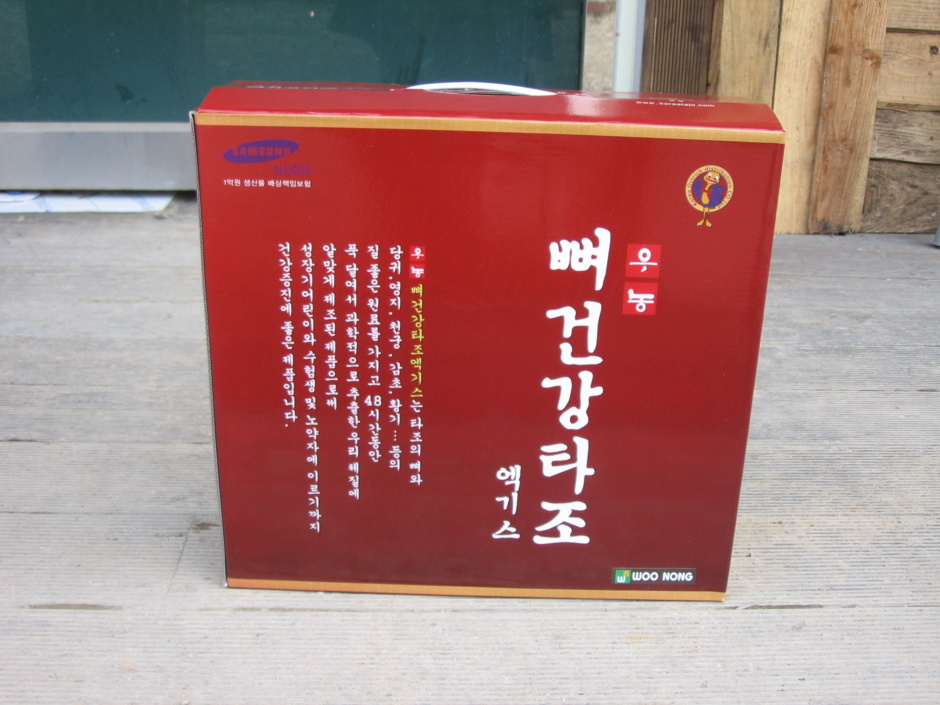 www.koreatajo.com
1억원 생산물 배상책임보험
우농
뼈건강타조
엑기스
우농 뼈건강타조엑기스는 타조의 뼈와
당귀.영지.천궁.감초.황기…등의
질 좋은 원료를 가지고 48시간동안
푹 달여서 과학적으로 추출한 우리 체질에
알맞게 제조된 제품으로써
성장기어린이와 수험생 및 노약자에 이르기까지
건강증진에 좋은 제품입니다.
WOO NONG